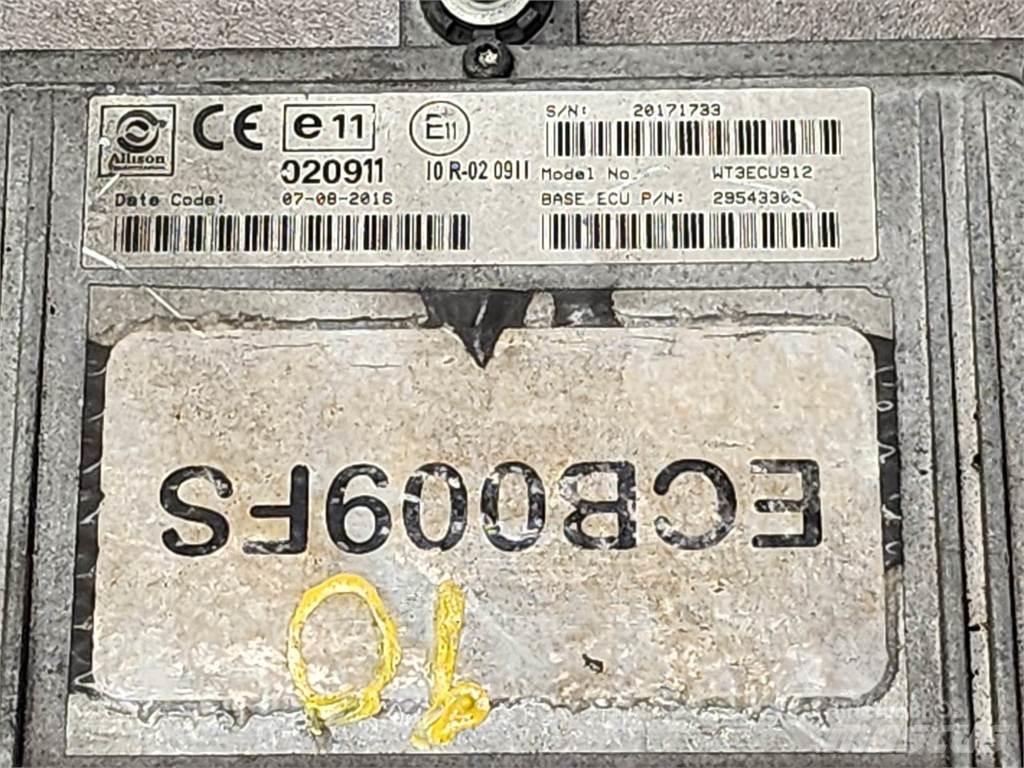 Allison
CE e11 E11
020911 10 R-02 0911
Date Code: 07-08-2016
S/N: 20171733
Model No. WT3ECU912
BASE ECU P/N:
ECB009FS
10